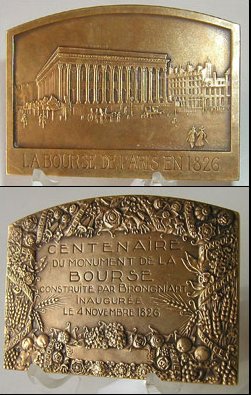 LA BOURSE DE PARIS EN 1826
CENTENAIRE
DU MONUMENT DE LA
BOURSE
CONSTRUITE PAR BRONGNIART
INAUGURÉE
LE 4 NOVEMBRE 1826